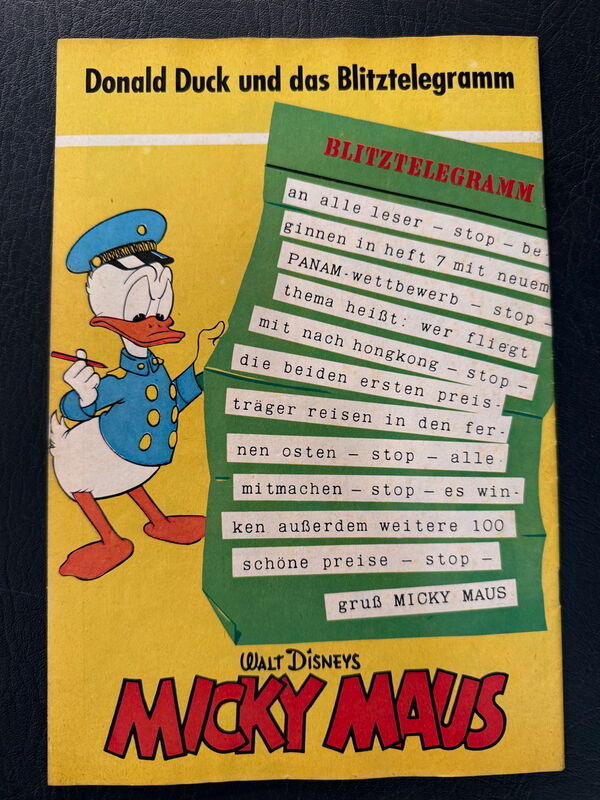 Donald Duck und das Blitztelegramm
BLITZTELEGRAMM
an alle leser – stop – be-
ginnen in heft 7 mit neuem
PANAM-wettbewerb – stop –
thema heißt: wer fliegt
mit nach hongkong – stop –
die beiden ersten preis-
träger reisen in den fer-
nen osten – stop – alle
mitmachen – stop – es win-
ken außerdem weitere 100
schöne preise – stop –
gruß MICKY MAUS
WALT DISNEYS
MICKY MAUS